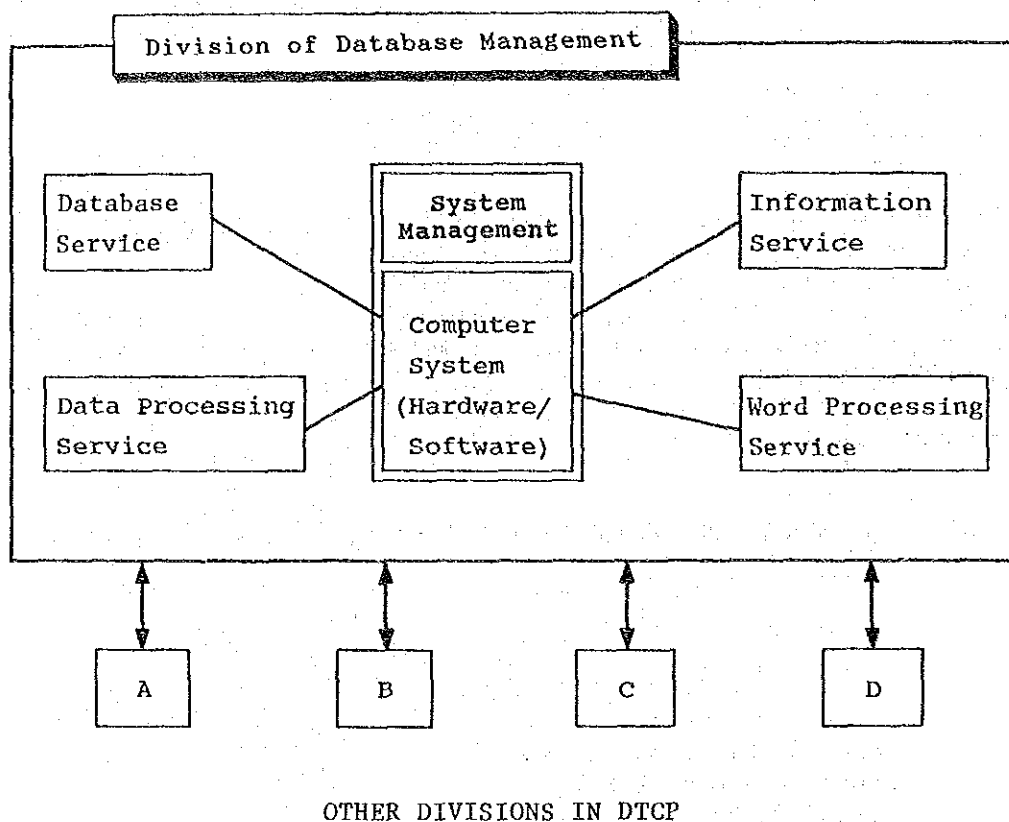 Division of Database Management
Database
Service
System
Management
Information
Service
Computer
System
(Hardware/
Software)
Data Processing
Service
Word Processing
Service
A
B
C
D
OTHER DIVISIONS IN DTCP